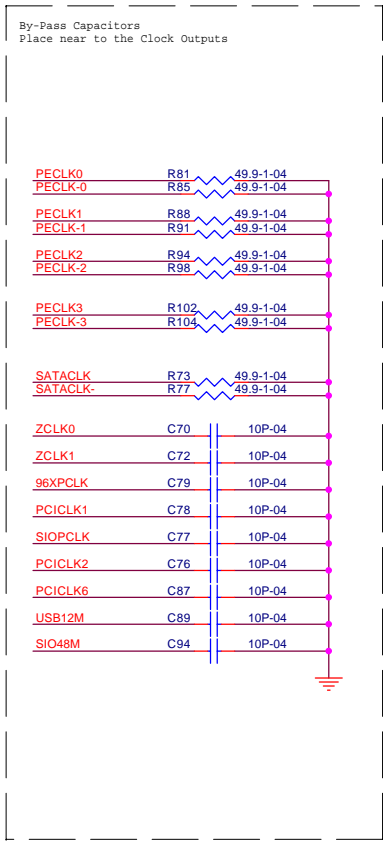 By-Pass Capacitors
Place near to the Clock Outputs
PECLK0 R81 49.9-1-04
PECLK-0 R85 49.9-1-04
PECLK1 R88 49.9-1-04
PECLK-1 R91 49.9-1-04
PECLK2 R94 49.9-1-04
PECLK-2 R98 49.9-1-04
PECLK3 R102 49.9-1-04
PECLK-3 R104 49.9-1-04
SATACLK R73 49.9-1-04
SATACLK- R77 49.9-1-04
ZCLK0 C70 10P-04
ZCLK1 C72 10P-04
96XPCLK C79 10P-04
PCICLK1 C78 10P-04
SIOPCLK C77 10P-04
PCICLK2 C76 10P-04
PCICLK6 C87 10P-04
USB12M C89 10P-04
SIO48M C94 10P-04